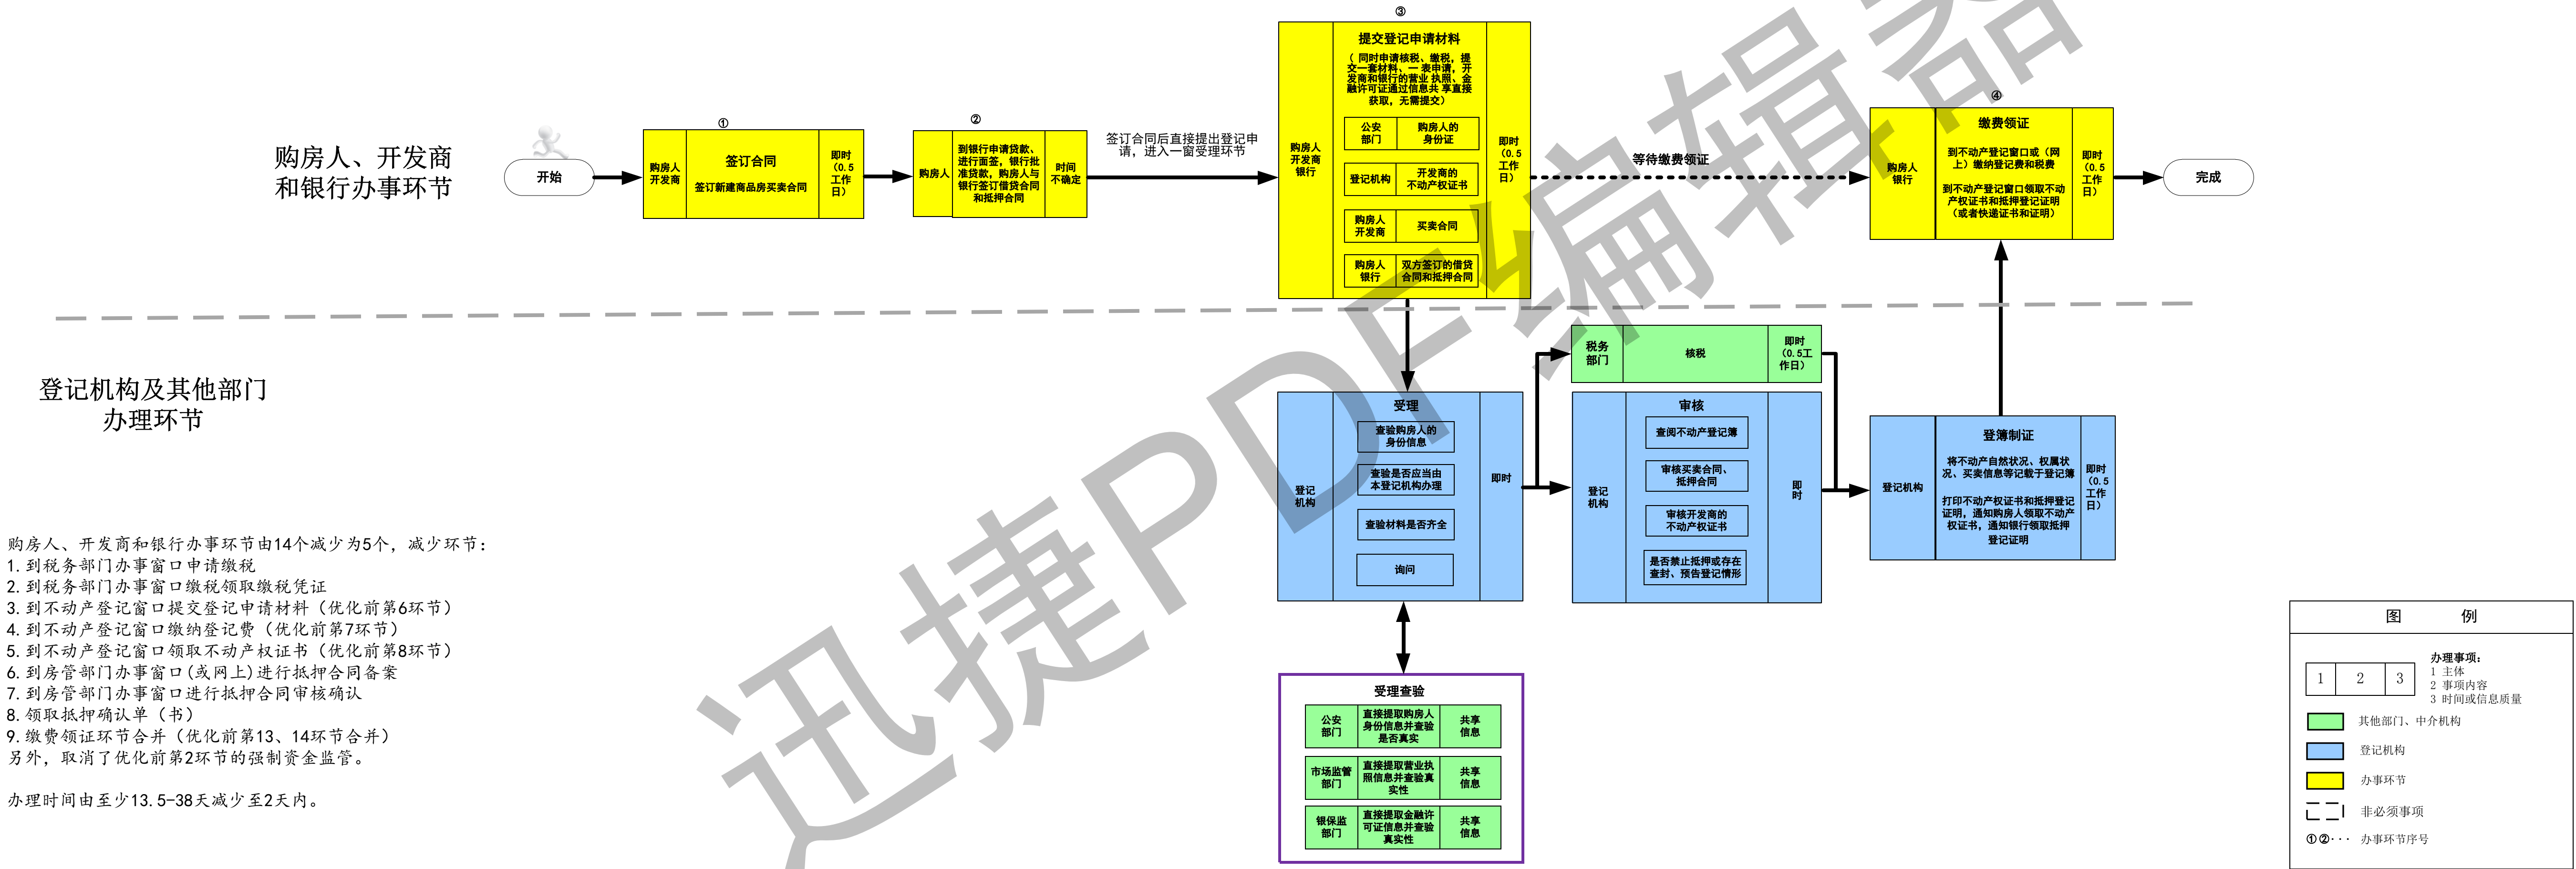 购房人、开发商
和银行办事环节
开始
①
购房人
开发商
签订合同
签订新建商品房买卖合同
即时
（0.5
工作
日）
②
购房人
到银行申请贷款、
进行面签，银行批
准贷款，购房人与
银行签订借贷合同
和抵押合同
时间
不确定
签订合同后直接提出登记申
请，进入一窗受理环节
③
购房人
开发商
银行
提交登记申请材料
（ 同时申请核税、缴税，提
交一套材料、一 表申请，开
发商和银行的营业 执照、金
融许可证通过信息共 享直接
获取，无需提交）
公安
部门
购房人的
身份证
登记机构
开发商的
不动产权证书
购房人
开发商
买卖合同
购房人
银行
双方签订的借贷
合同和抵押合同
即时
（0.5
工作
日）
等待缴费领证
④
购房人
银行
缴费领证
到不动产登记窗口或（网
上）缴纳登记费和税费
到不动产登记窗口领取不动
产权证书和抵押登记证明
（或者快递证书和证明）
即时
（0.5
工作
日）
完成
登记机构及其他部门
办理环节
登记
机构
受理
查验购房人的
身份信息
查验是否应当由
本登记机构办理
查验材料是否齐全
询问
即时
税务
部门
核税
即时
（0.5工
作日）
登记
机构
审核
查阅不动产登记簿
审核买卖合同、
抵押合同
审核开发商的
不动产权证书
是否禁止抵押或存在
查封、预告登记情形
即
时
登记机构
登簿制证
将不动产自然状况、权属状
况、买卖信息等记载于登记簿
打印不动产权证书和抵押登记
证明，通知购房人领取不动产
权证书，通知银行领取抵押
登记证明
即时
（0.5
工作
日）
受理查验
公安
部门
直接提取购房人
身份信息并查验
是否真实
共享
信息
市场监管
部门
直接提取营业执
照信息并查验真
实性
共享
信息
银保监
部门
直接提取金融许
可证信息并查验
真实性
共享
信息
购房人、开发商和银行办事环节由14个减少为5个，减少环节：
1.到税务部门办事窗口申请缴税
2.到税务部门办事窗口缴税领取缴税凭证
3.到不动产登记窗口提交登记申请材料（优化前第6环节）
4.到不动产登记窗口缴纳登记费（优化前第7环节）
5.到不动产登记窗口领取不动产权证书（优化前第8环节）
6.到房管部门办事窗口(或网上)进行抵押合同备案
7.到房管部门办事窗口进行抵押合同审核确认
8.领取抵押确认单（书）
9.缴费领证环节合并（优化前第13、14环节合并）
另外，取消了优化前第2环节的强制资金监管。
办理时间由至少13.5-38天减少至2天内。
图 例
1 2 3
办理事项：
1 主体
2 事项内容
3 时间或信息质量
其他部门、中介机构
登记机构
办事环节
非必须事项
①②··· 办事环节序号
迅捷PDF编辑器